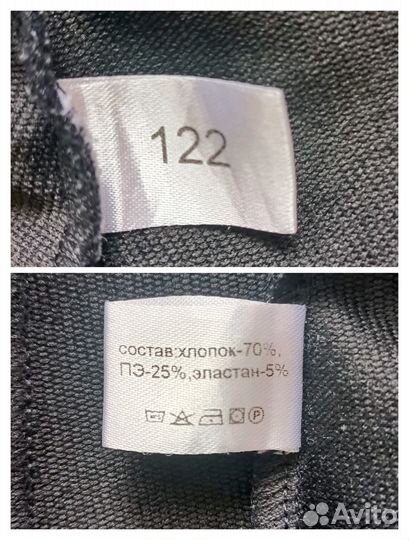 122
состав:хлопок-70%,
ПЭ-25%,эластан-5%
P
Avito